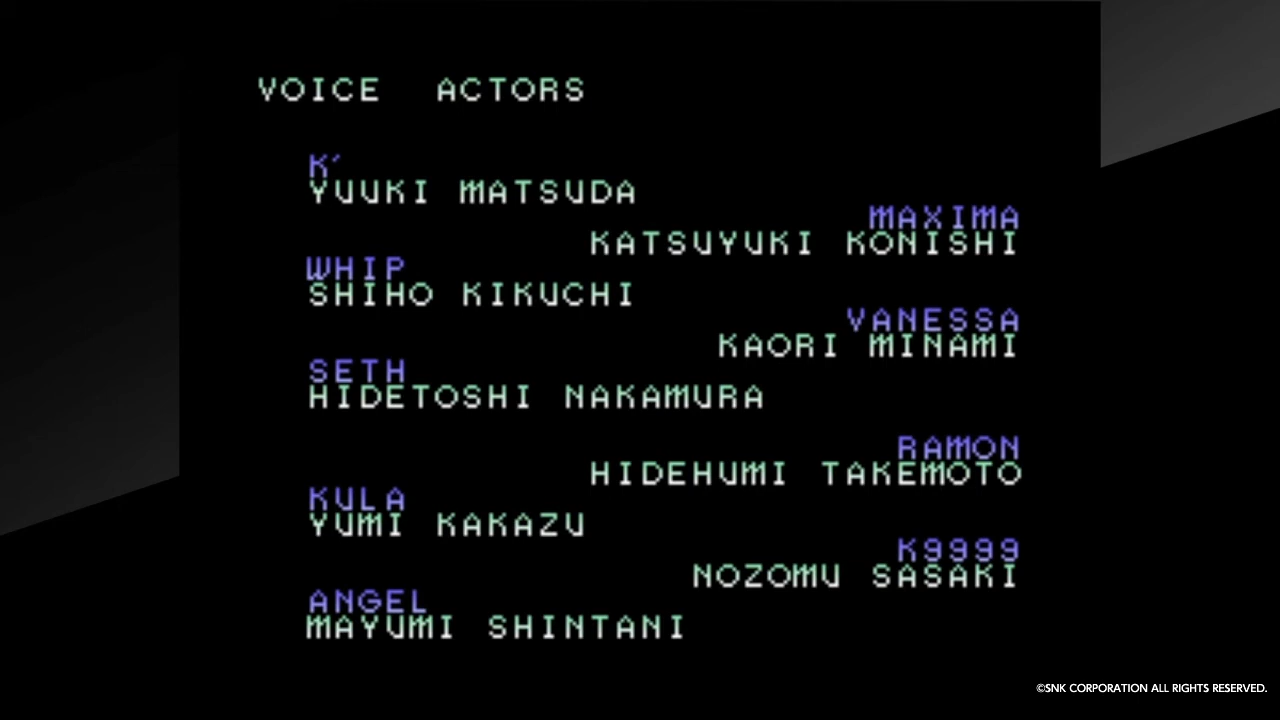 VOICE ACTORS
K´
YUUKI MATSUDA
MAXIMA
KATSUYUKI KONISHI
WHIP
SHIHO KIKUCHI
VANESSA
KAORI MINAMI
SETH
HIDETOSHI NAKAMURA
RAMON
HIDEHUMI TAKEMOTO
KULA
YUMI KAKAZU
K9999
NOZOMU SASAKI
ANGEL
MAYUMI SHINTANI
©SNK CORPORATION ALL RIGHTS RESERVED.